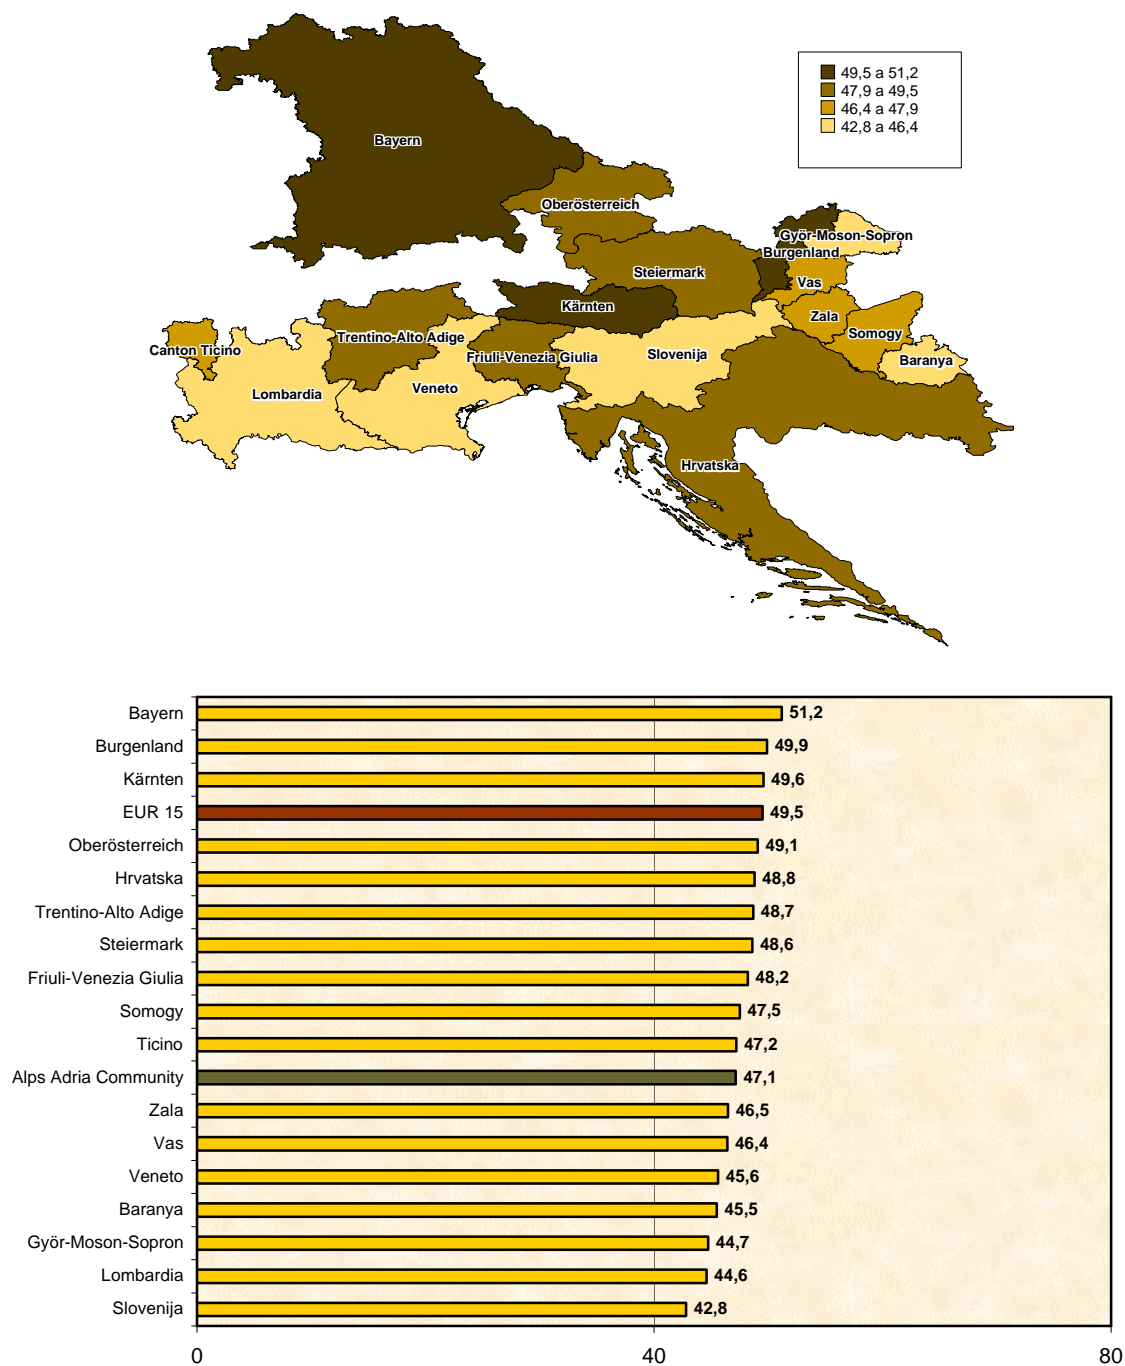 49,5 a 51,2
47,9 a 49,5
46,4 a 47,9
42,8 a 46,4
Bayern
Oberösterreich
Györ-Moson-Sopron
Burgenland
Steiermark
Vas
Kärnten
Zala
Somogy
Trentino-Alto Adige
Canton Ticino
Friuli-Venezia Giulia
Slovenija
Baranya
Veneto
Lombardia
Hrvatska
Bayern 51,2
Burgenland 49,9
Kärnten 49,6
EUR 15 49,5
Oberösterreich 49,1
Hrvatska 48,8
Trentino-Alto Adige 48,7
Steiermark 48,6
Friuli-Venezia Giulia 48,2
Somogy 47,5
Ticino 47,2
Alps Adria Community 47,1
Zala 46,5
Vas 46,4
Veneto 45,6
Baranya 45,5
Györ-Moson-Sopron 44,7
Lombardia 44,6
Slovenija 42,8
0 40 80